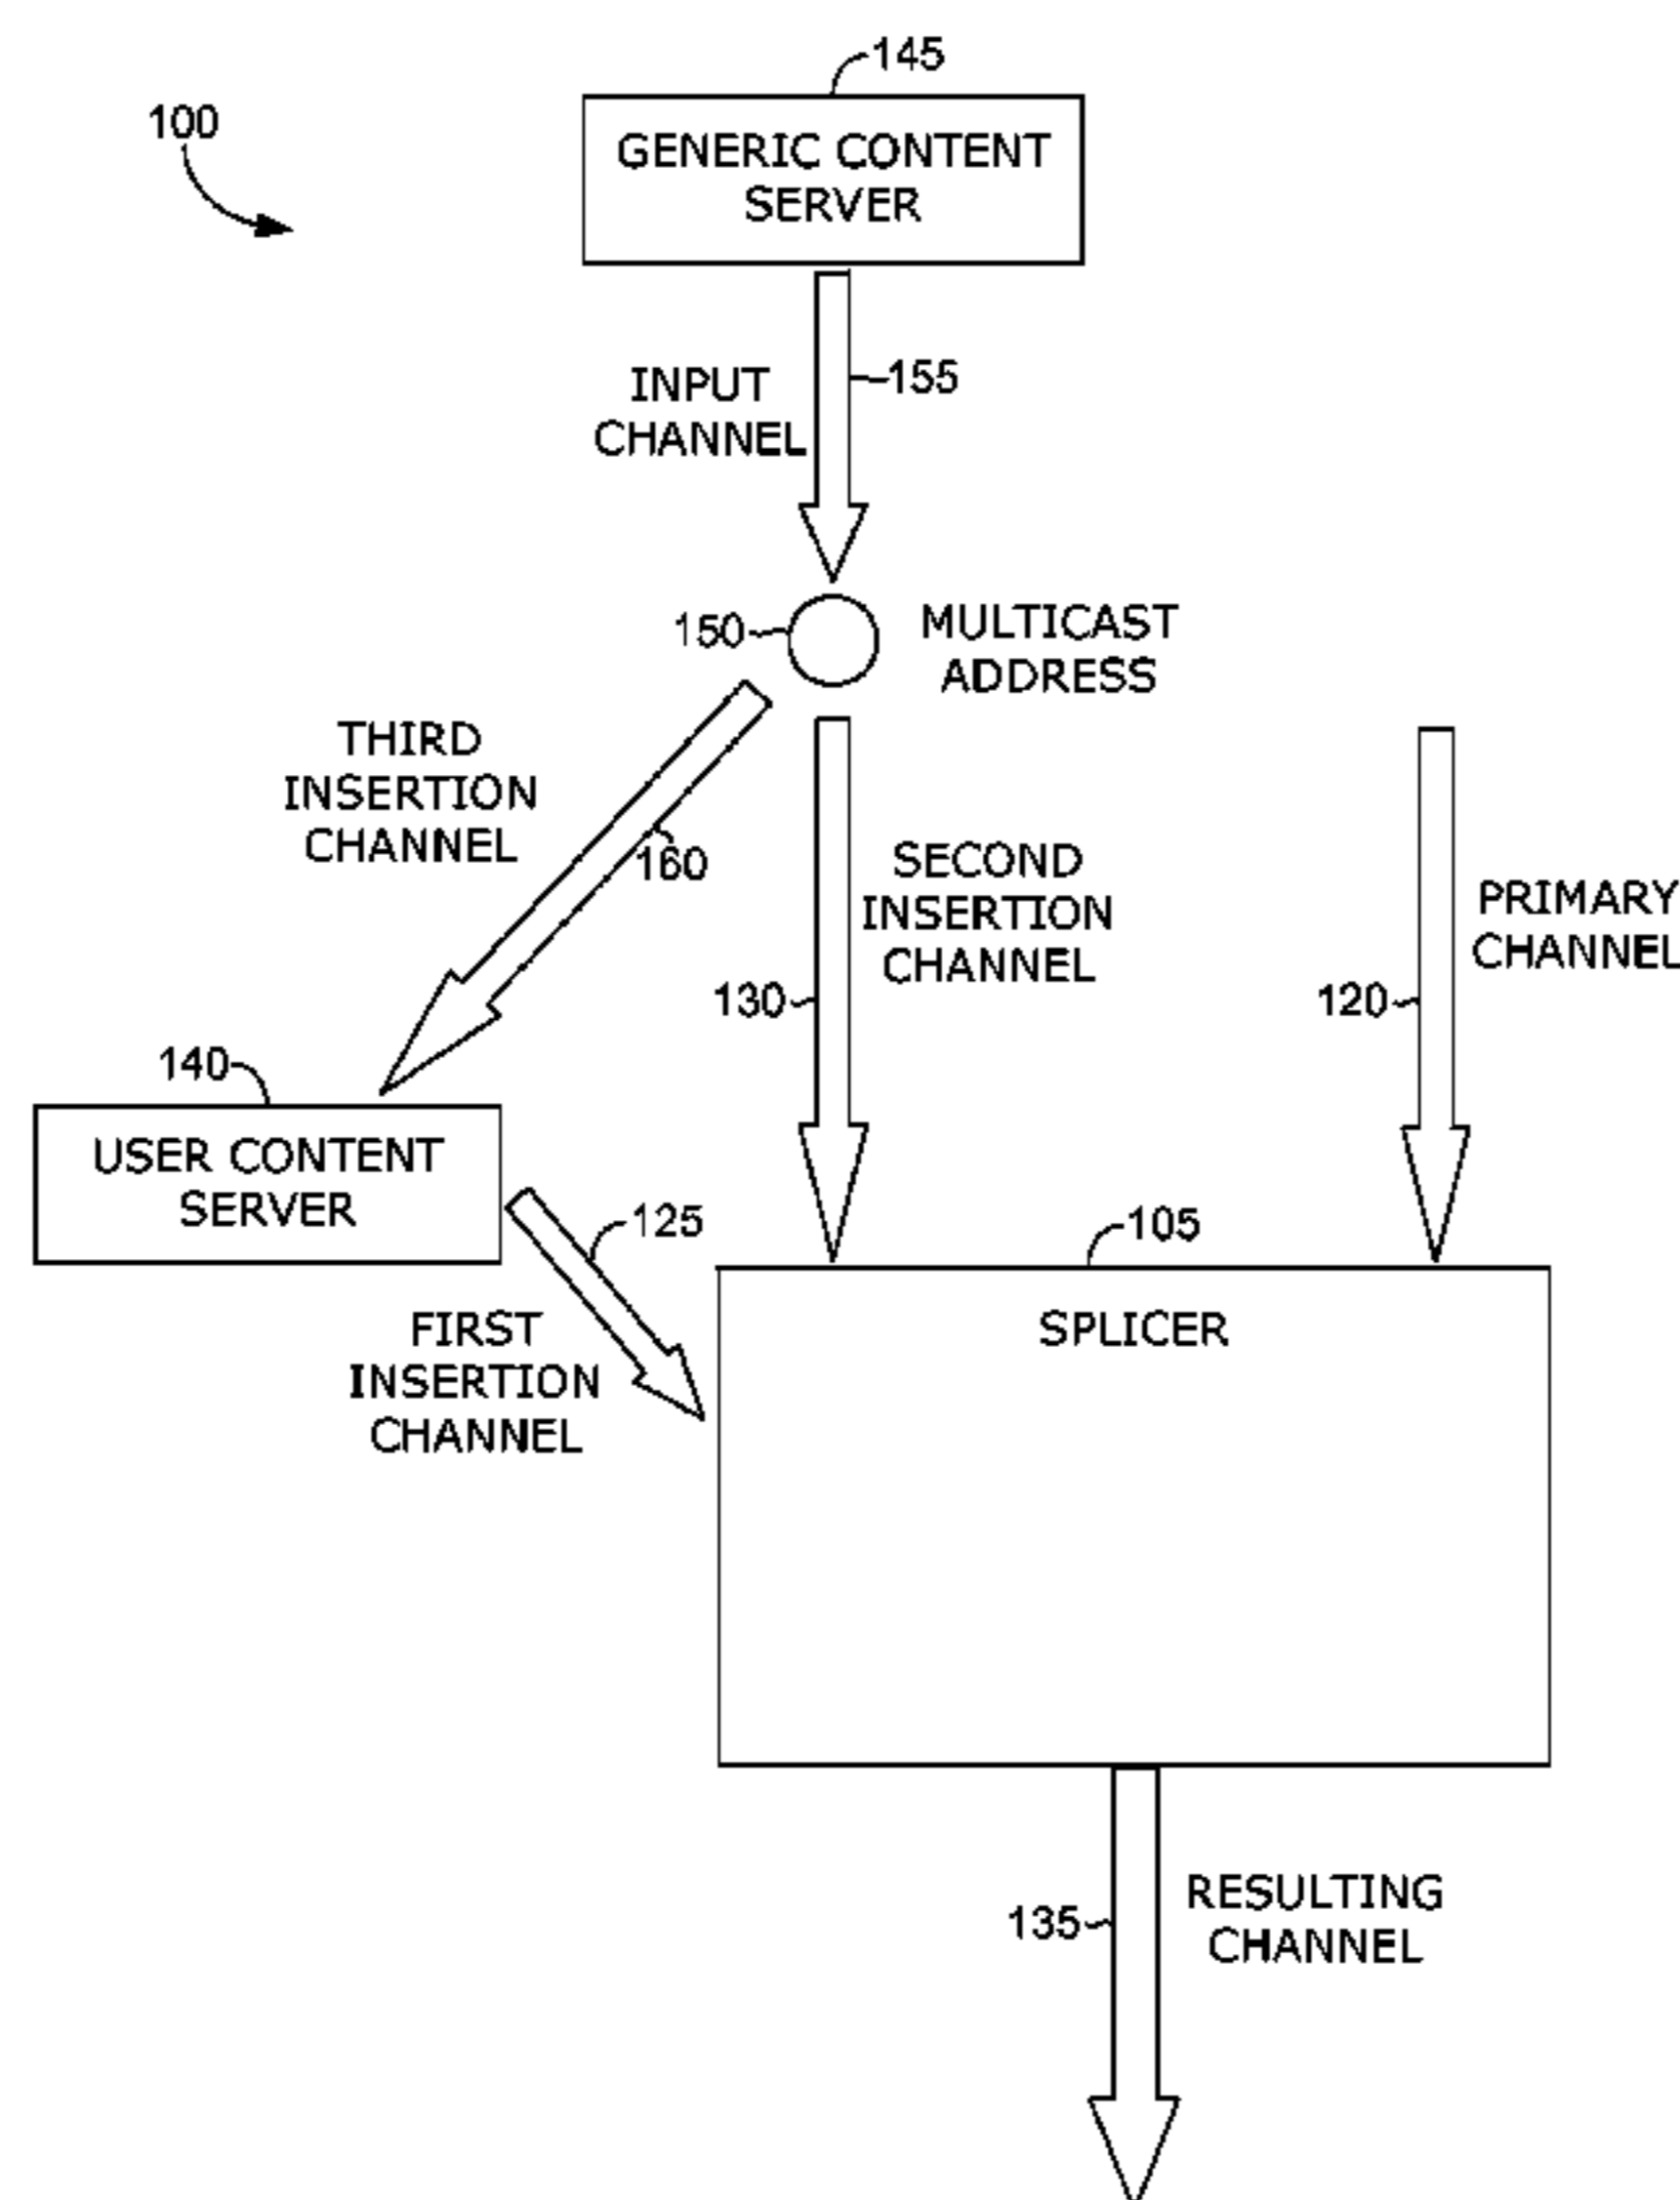 145
100
GENERIC CONTENT
SERVER
INPUT
CHANNEL
155
150
MULTICAST
ADDRESS
THIRD
INSERTION
CHANNEL
160
SECOND
INSERTION
CHANNEL
130
PRIMARY
CHANNEL
120
140
USER CONTENT
SERVER
125
105
FIRST
INSERTION
CHANNEL
SPLICER
135
RESULTING
CHANNEL